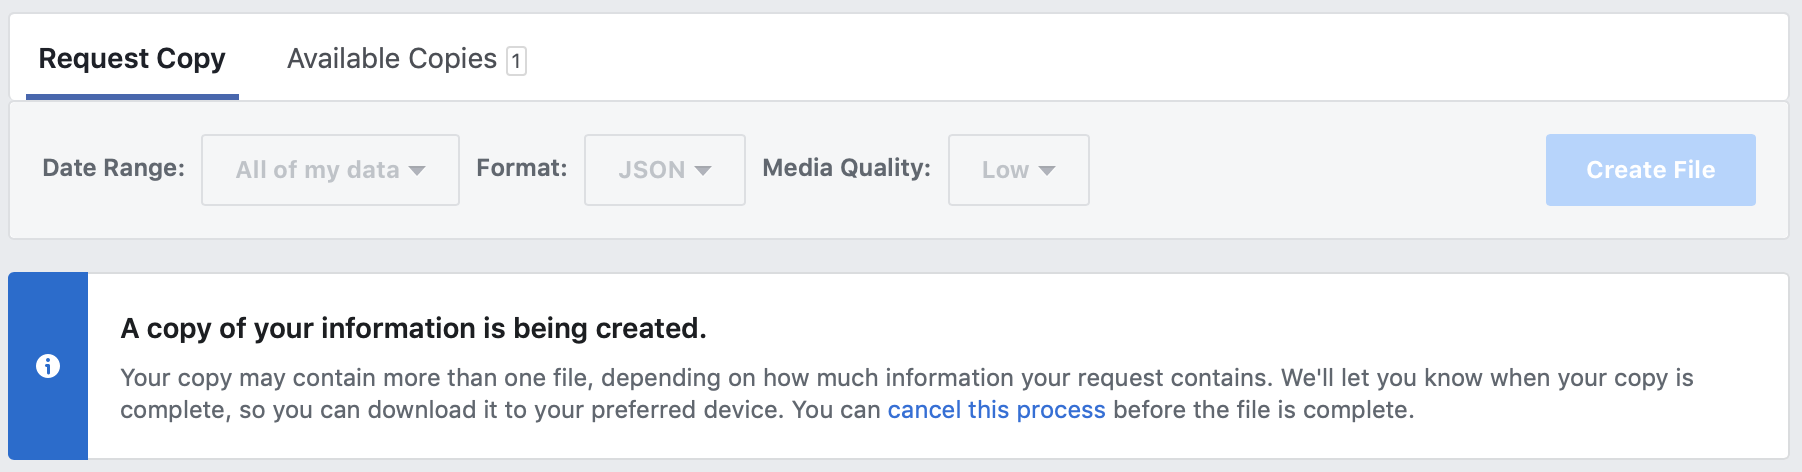 Request Copy Available Copies 1
Date Range: All of my data Format: JSON Media Quality: Low Create File
A copy of your information is being created.
Your copy may contain more than one file, depending on how much information your request contains. We'll let you know when your copy is
complete, so you can download it to your preferred device. You can cancel this process before the file is complete.